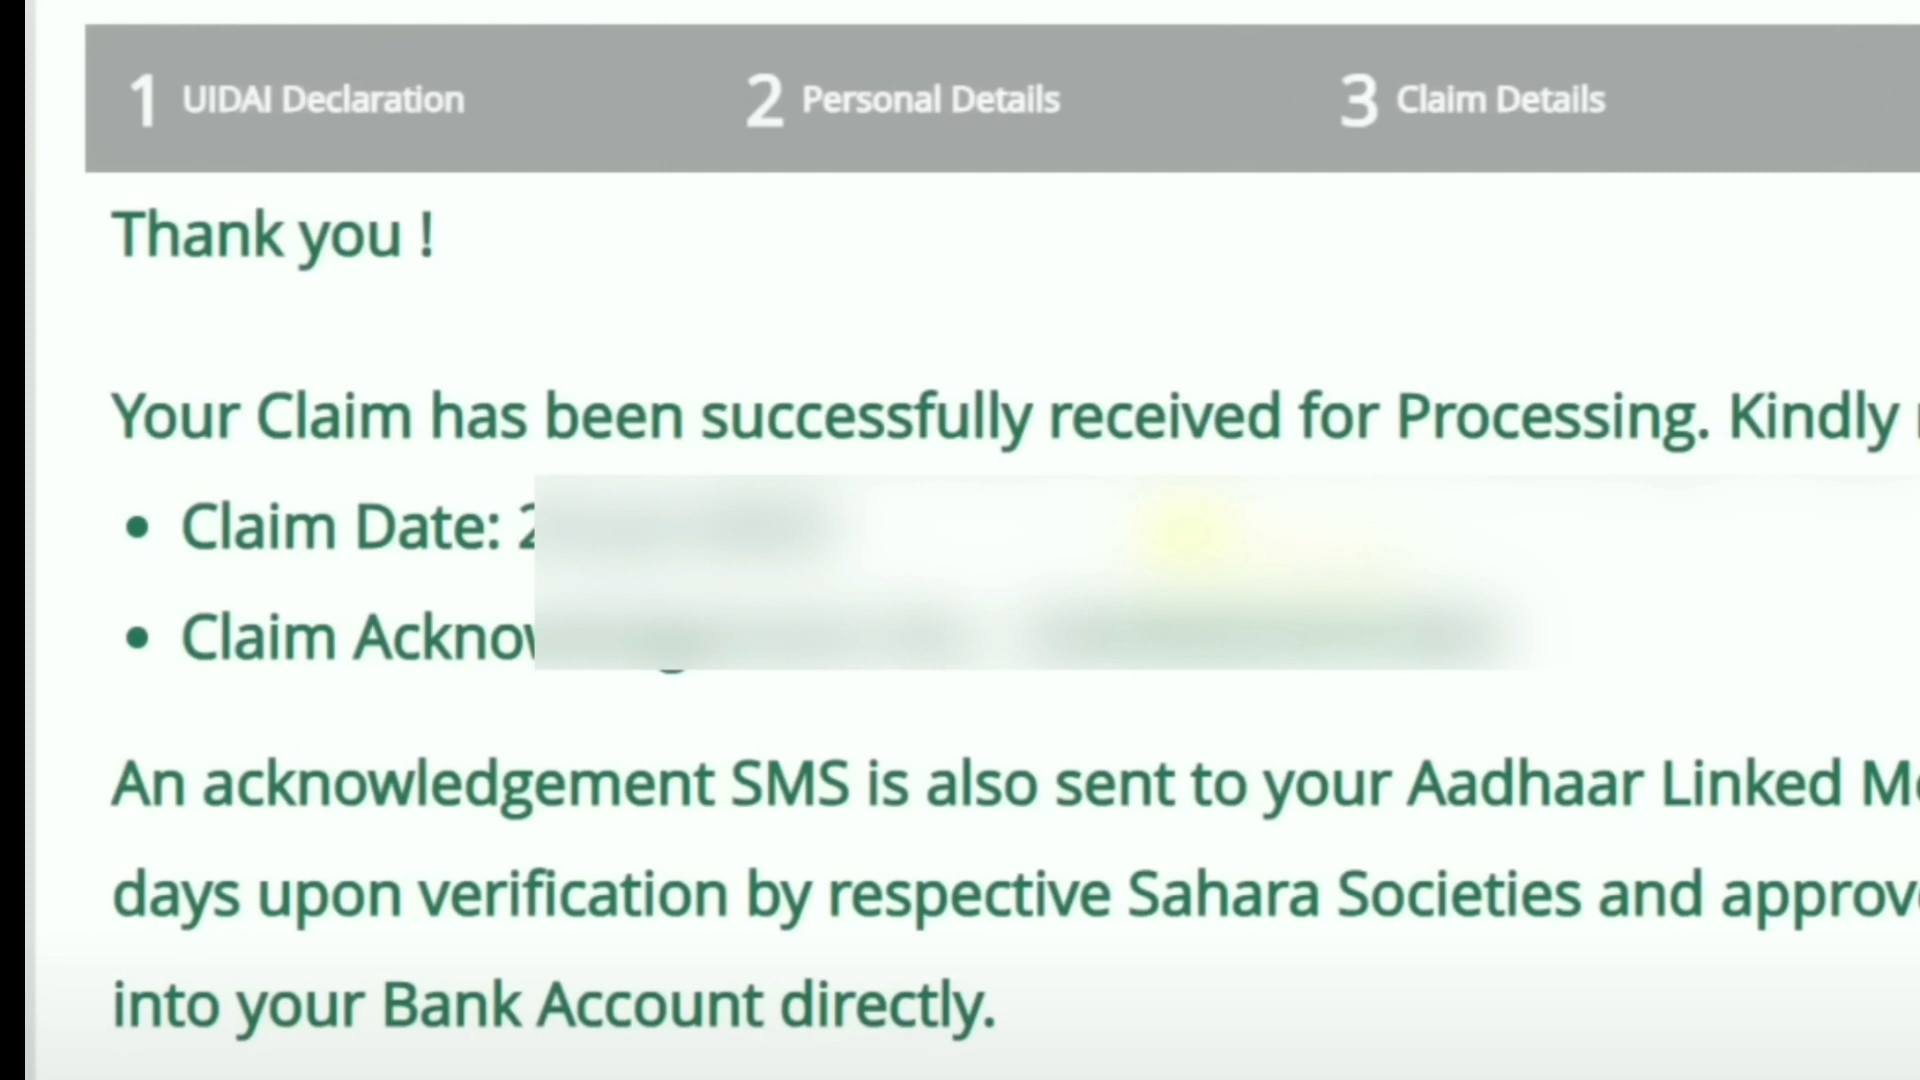 1 UIDAI Declaration 2 Personal Details 3 Claim Details
Thank you !
Your Claim has been successfully received for Processing. Kindly
• Claim Date:
• Claim
An acknowledgement SMS is also sent to your Aadhaar Linked
days upon verification by respective Sahara Societies and
into your Bank Account directly.